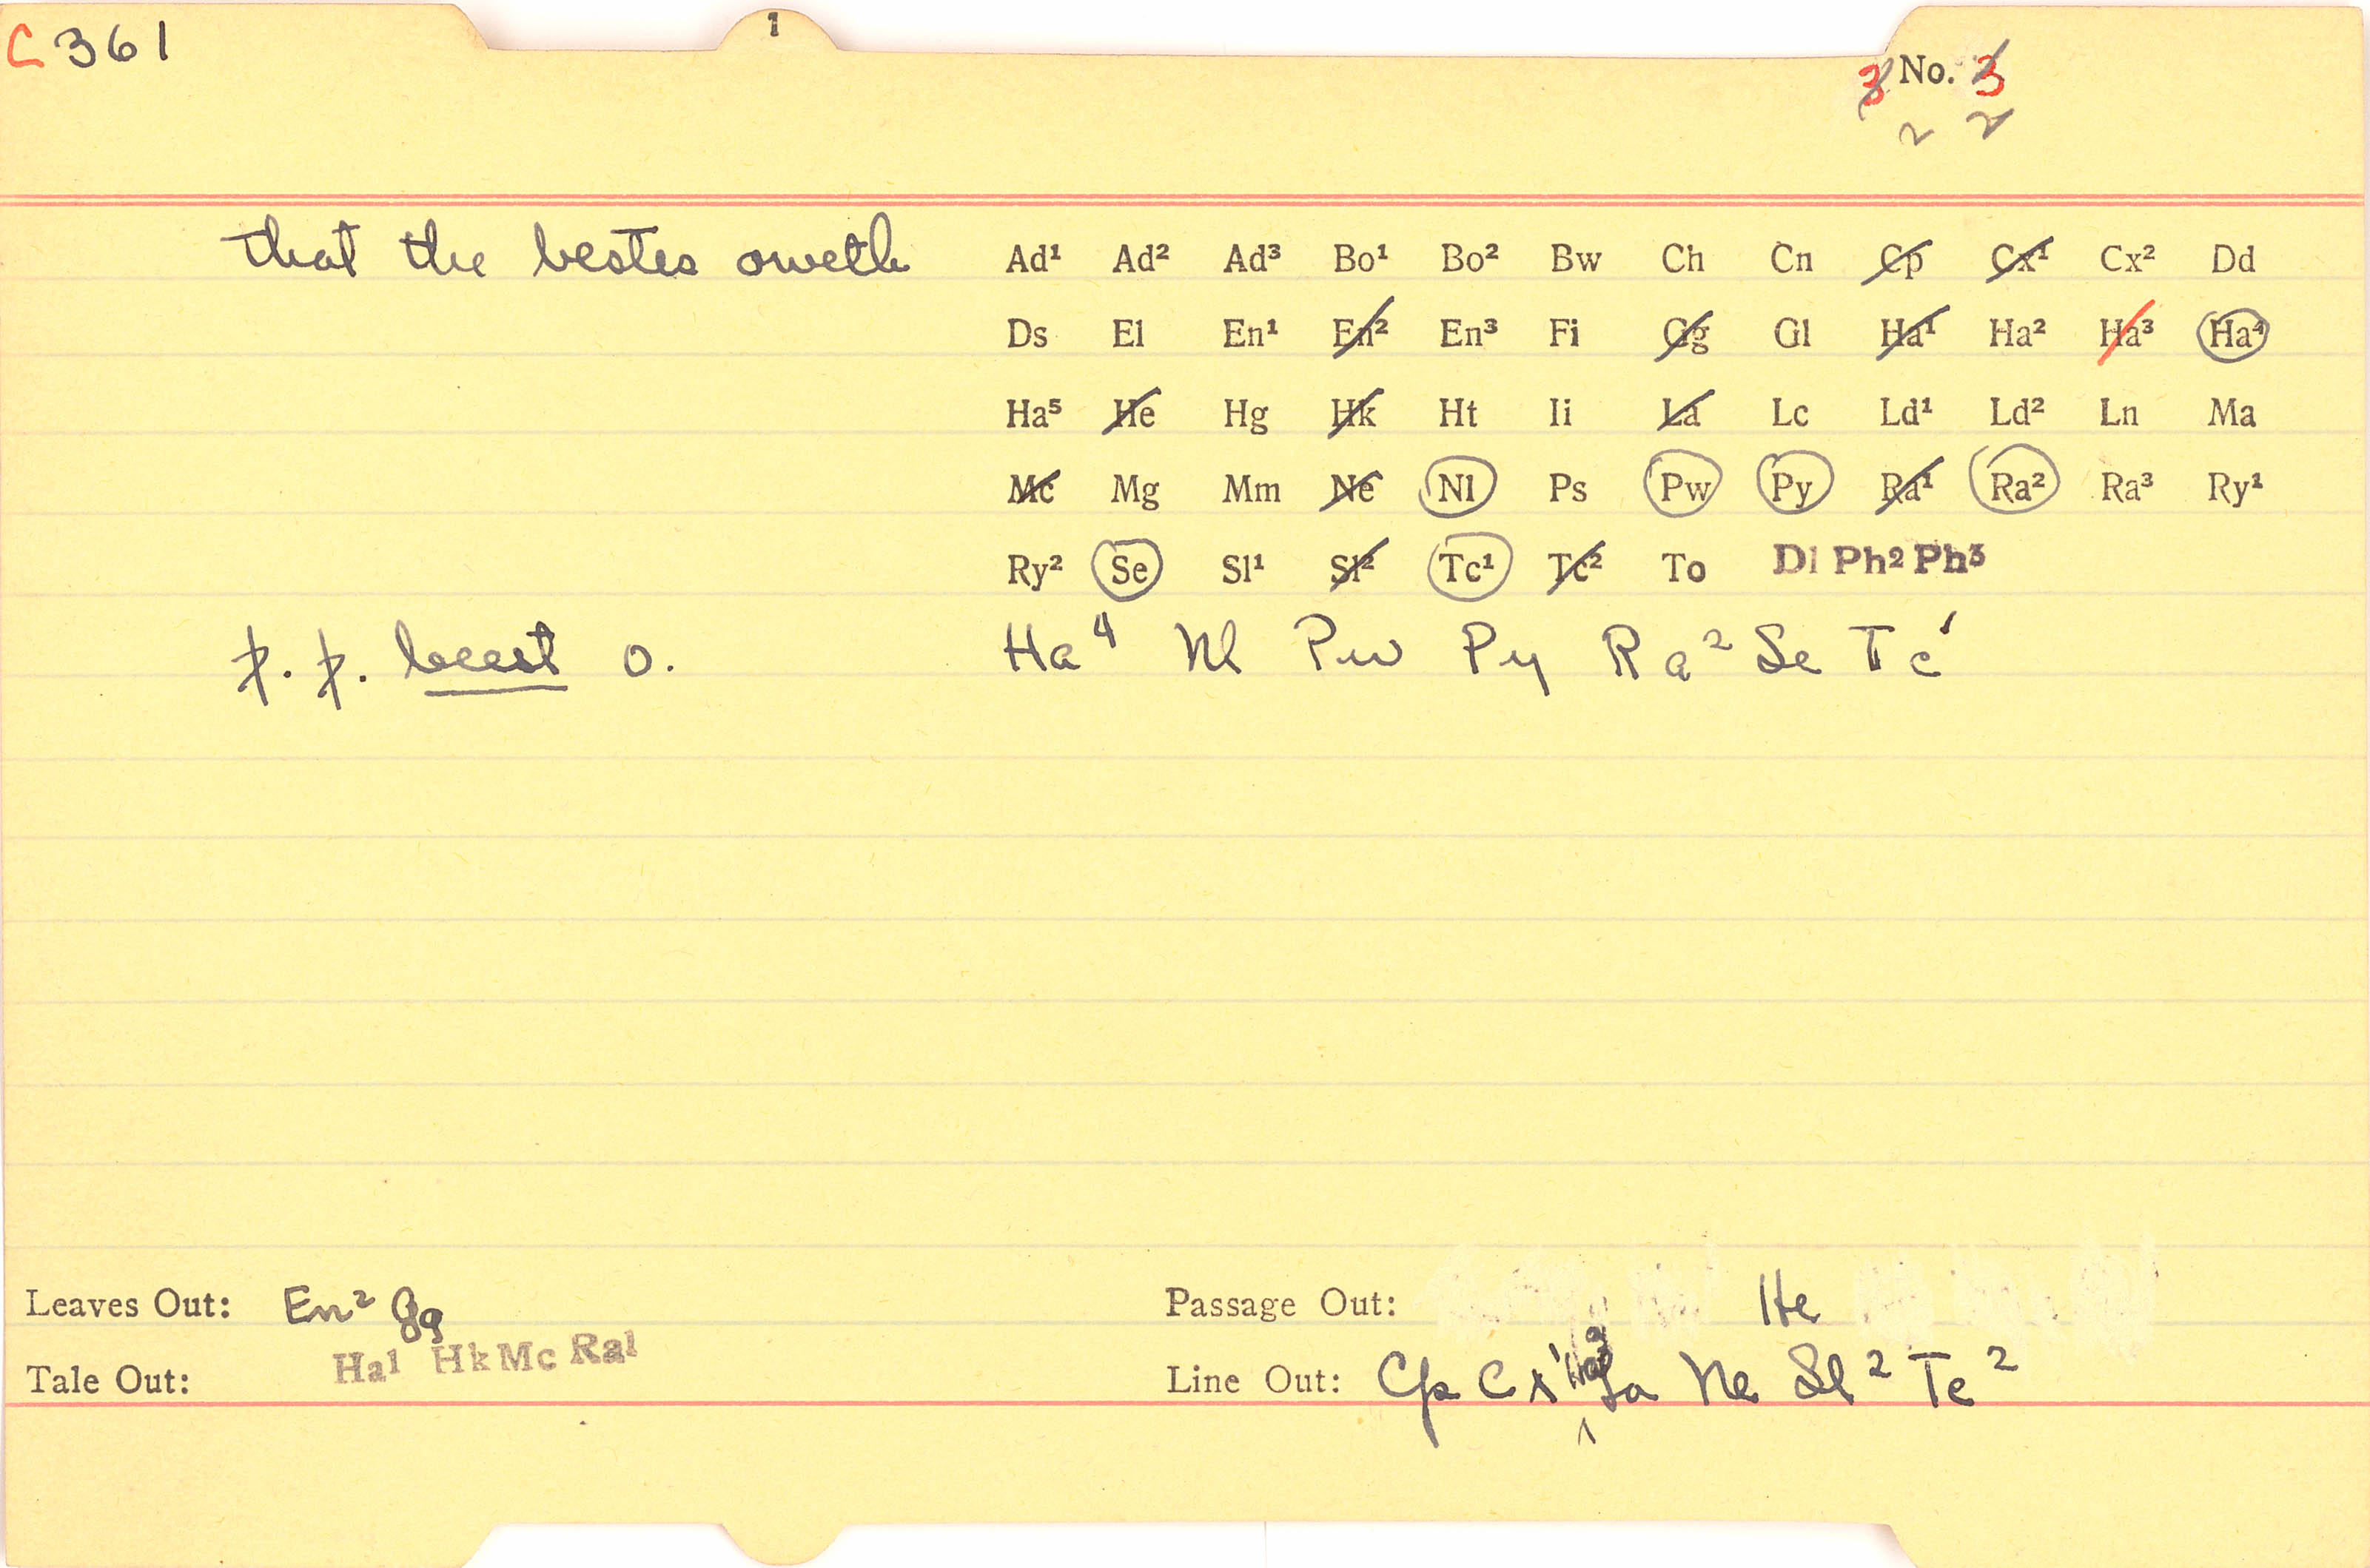 C 361
1
3 No. 3
2 2
that the bestes oweth
Ad¹ Ad² Ad³ Bo¹ Bo² Bw Ch Cn Cp Cx¹ Cx² Dd
Ds El En¹ En² En³ Fi Gg Gl Ha¹ Ha² Ha³ Ha⁴
Ha⁵ He Hg Hk Ht Ii La Lc Ld¹ Ld² Ln Ma
Mc Mg Mm Ne Nl Ps Pw Py Ra¹ Ra² Ra³ Ry¹
Ry² Se Sl¹ Sl² Tc¹ Tc² To Dl Ph2 Ph3
þ. þ. beest o. Ha⁴ Nl Pw Py Ra² Se Tc¹
Leaves Out: En² Gg
Passage Out: He
Ha1 Hk Mc Ra1
Tale Out:
Line Out: Cp Cx¹ Ha³ La Ne Sl² Tc²